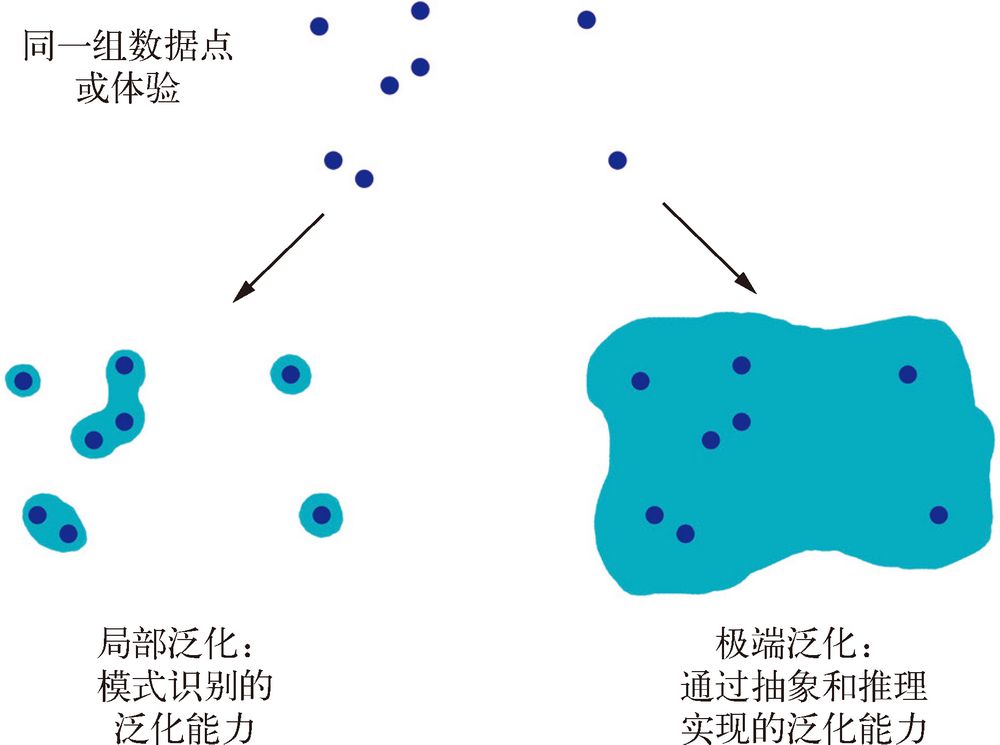 同一组数据点
或体验
局部泛化：
模式识别的
泛化能力
极端泛化：
通过抽象和推理
实现的泛化能力